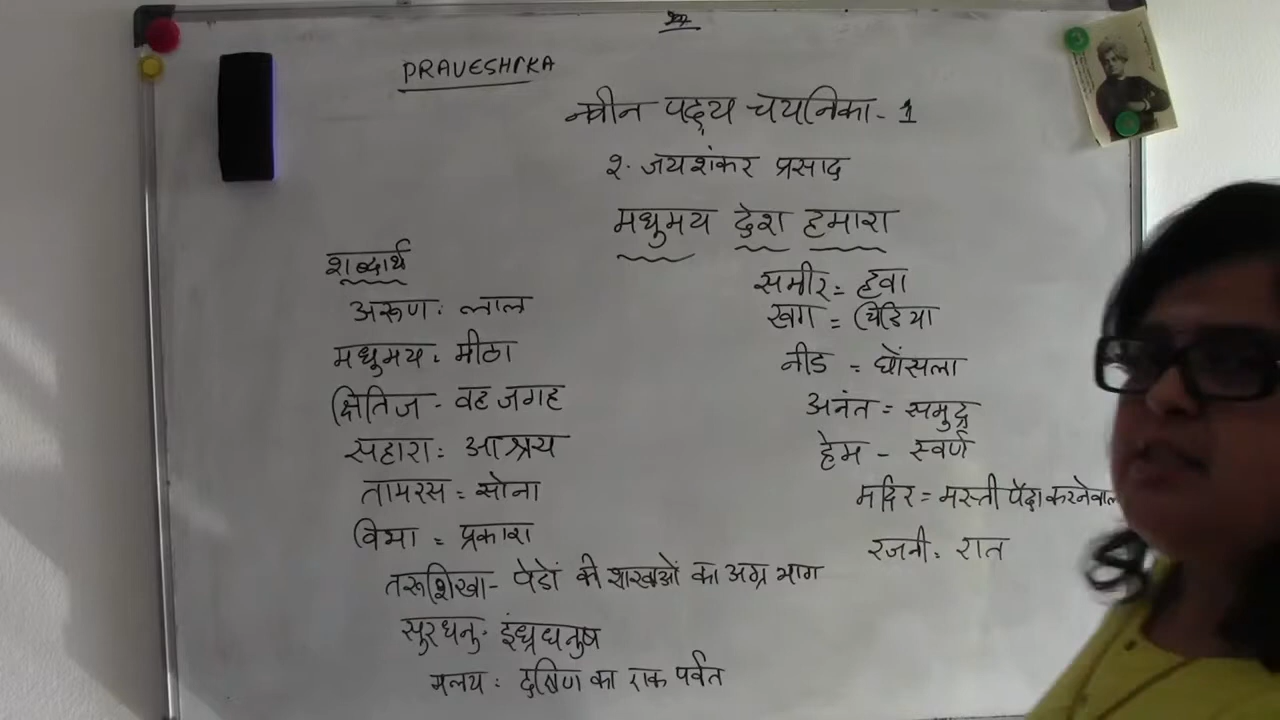 PRAVESHIKA
नवीन पद्य चयनिका - 1
२. जयशंकर प्रसाद
मधुमय देश हमारा
शब्दार्थ
अरूण : लाल
मधुमय : मीठा
क्षितिज - वह जगह
सहारा : आश्रय
तामरस = सोना
विभा = प्रकाश
तरूशिखा - पेडों की शाखाओं का अग्र भाग
सुरधनु - इंध्रधनुष
मलय : दक्षिण का एक पर्वत
समीर = हवा
खग = चिडिया
नीड = घोंसला
अनंत = समुद्र
हेम - स्वर्ण
मदिर = मस्ती पैदा करनेवाल
रजनी : रात